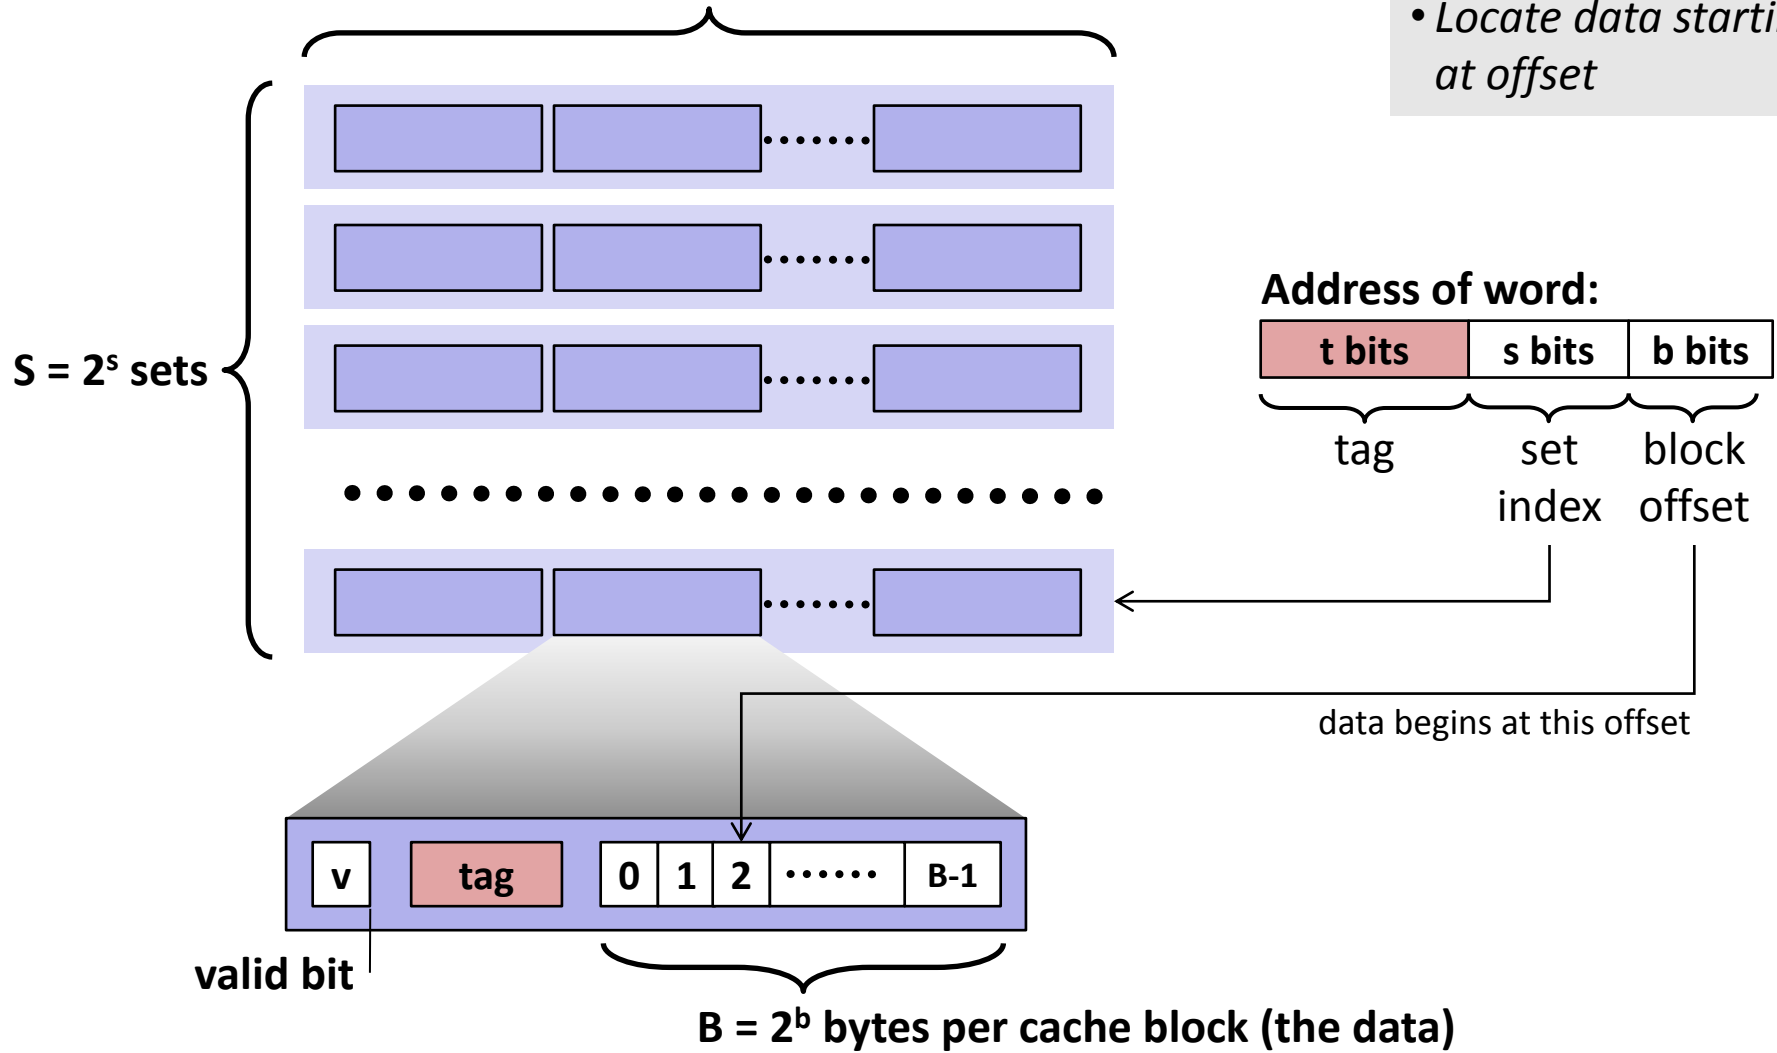 • Locate data starti
at offset
Address of word:
t bits s bits b bits
S = 2ˢ sets
tag set block
index offset
data begins at this offset
v tag 0 1 2 ······ B-1
valid bit
B = 2ᵇ bytes per cache block (the data)